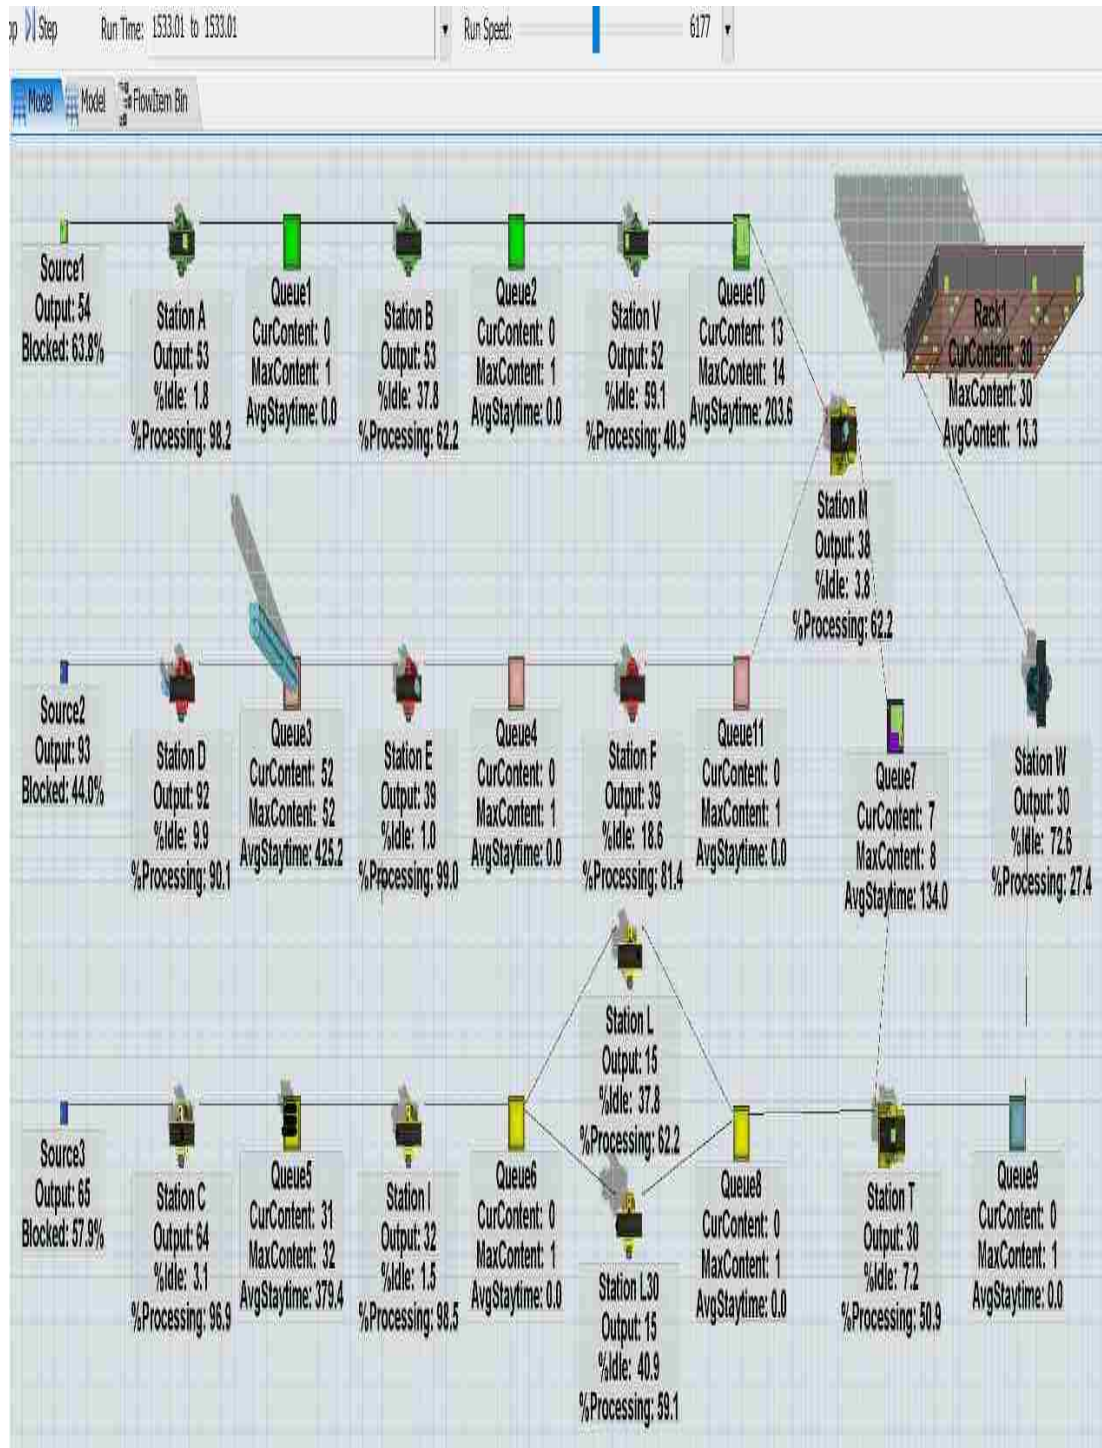 Step
Run Time: 1533.01 to 1533.01
Run Speed:
6177
Model
Model
FlowItem Bin
Source1
Output: 54
Blocked: 63.8%
Station A
Output: 53
%Idle: 1.8
%Processing: 98.2
Queue1
CurContent: 0
MaxContent: 1
AvgStaytime: 0.0
Station B
Output: 53
%Idle: 37.8
%Processing: 62.2
Queue2
CurContent: 0
MaxContent: 1
AvgStaytime: 0.0
Station V
Output: 52
%Idle: 59.1
%Processing: 40.9
Queue10
CurContent: 13
MaxContent: 14
AvgStaytime: 203.6
Rack1
CurContent: 30
MaxContent: 30
AvgContent: 13.3
Station M
Output: 38
%Idle: 3.8
%Processing: 62.2
Source2
Output: 93
Blocked: 44.0%
Station D
Output: 92
%Idle: 9.9
%Processing: 90.1
Queue3
CurContent: 52
MaxContent: 52
AvgStaytime: 425.2
Station E
Output: 39
%Idle: 1.0
%Processing: 99.0
Queue4
CurContent: 0
MaxContent: 1
AvgStaytime: 0.0
Station F
Output: 39
%Idle: 18.6
%Processing: 81.4
Queue11
CurContent: 0
MaxContent: 1
AvgStaytime: 0.0
Queue7
CurContent: 7
MaxContent: 8
AvgStaytime: 134.0
Station W
Output: 30
%Idle: 72.6
%Processing: 27.4
Station L
Output: 15
%Idle: 37.8
%Processing: 62.2
Source3
Output: 65
Blocked: 57.9%
Station C
Output: 64
%Idle: 3.1
%Processing: 96.9
Queue5
CurContent: 31
MaxContent: 32
AvgStaytime: 379.4
Station I
Output: 32
%Idle: 1.5
%Processing: 98.5
Queue6
CurContent: 0
MaxContent: 1
AvgStaytime: 0.0
Station L30
Output: 15
%Idle: 40.9
%Processing: 59.1
Queue8
CurContent: 0
MaxContent: 1
AvgStaytime: 0.0
Station T
Output: 30
%Idle: 7.2
%Processing: 50.9
Queue9
CurContent: 0
MaxContent: 1
AvgStaytime: 0.0